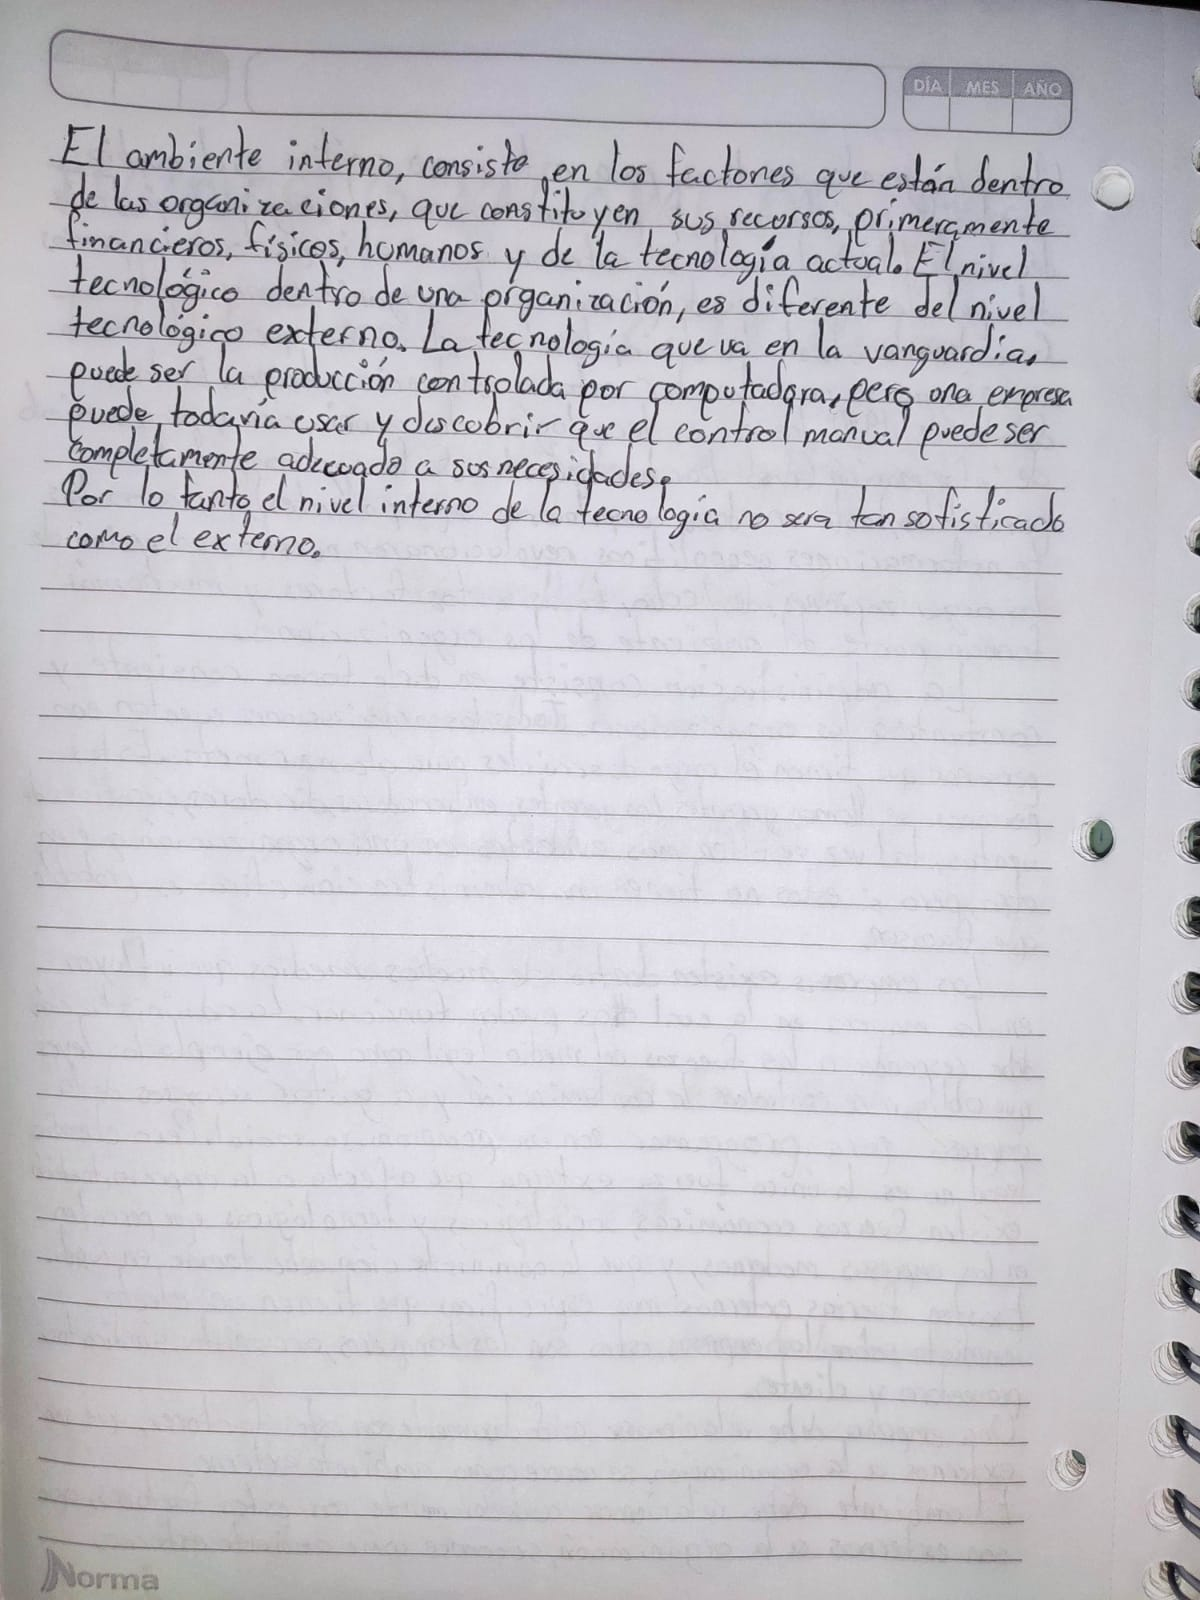 DÍA MES AÑO
El ambiente interno, consiste en los factores que están dentro
de las organizaciones, que constituyen sus recursos, primeramente
financieros, físicos, humanos y de la tecnología actual. El nivel
tecnológico dentro de una organización, es diferente del nivel
tecnológico externo. La tecnología que va en la vanguardia,
puede ser la producción controlada por computadora, pero una empresa
puede todavía usar y descobrir que el control manual puede ser
completamente adecuado a sus necesidades.
Por lo tanto el nivel interno de la tecnología no sera tan sofisticado
como el externo.
Norma